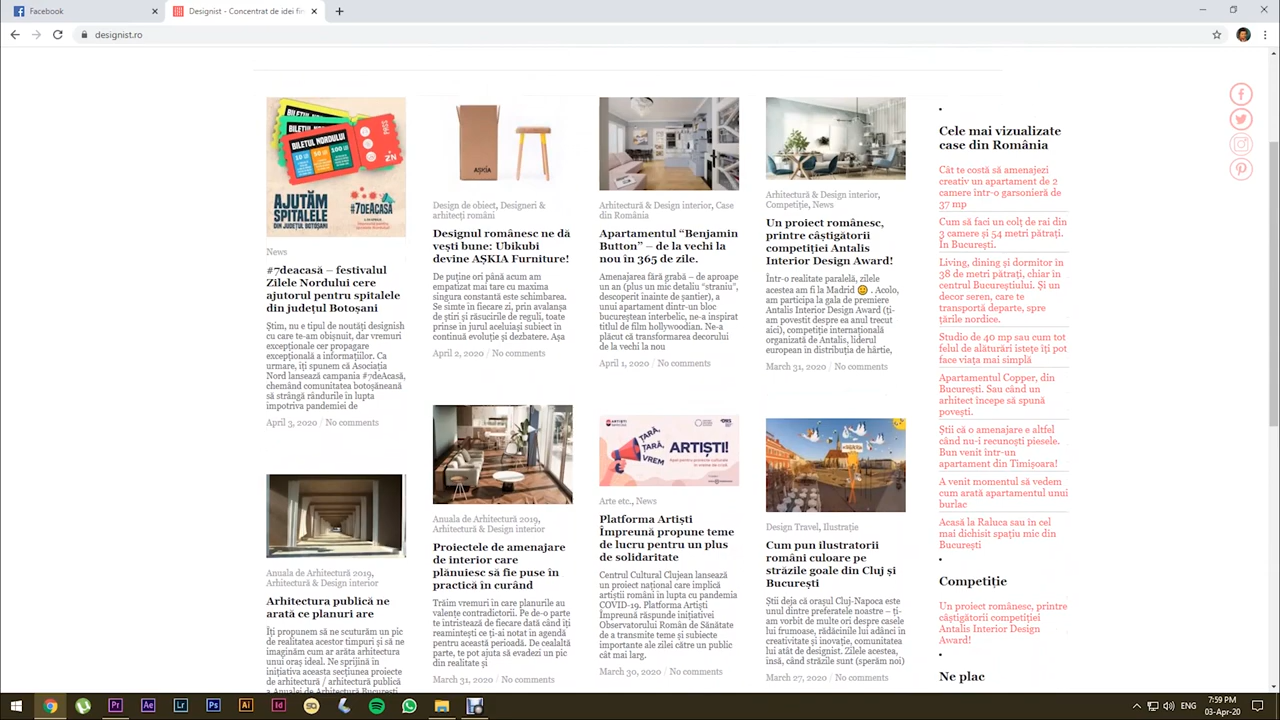 Facebook
Designist - Concentrat de idei fin
designist.ro
BILETUL NORDULUI
BILETUL NORDULUI
AJUTĂM
SPITALELE
DIN JUDEȚUL BOTOȘANI
#7DEACASĂ
News
#7deacasă – festivalul
Zilele Nordului cere
ajutorul pentru spitalele
din județul Botoșani
Știm, nu e tipul de noutăți designish
cu care te-am obișnuit, dar vremuri
excepționale cer propagare
excepțională a informațiilor. Ca
urmare, îți spunem că Asociația
Nord lansează campania #7deAcasă,
chemând comunitatea botoșăneană
să strângă rândurile în lupta
împotriva pandemiei de
April 3, 2020 / No comments
Anuala de Arhitectură 2019,
Arhitectură & Design interior
Arhitectura publică ne
arată ce planuri are
Îți propunem să ne scuturăm un pic
de realitatea acestor timpuri și să ne
imaginăm cum ar arăta arhitectura
unui oraș ideal. Ne sprijină în
inițiativa aceasta secțiunea proiecte
de arhitectură / arhitectură publică
a Anualei de Arhitectură București
AȘKIA
Design de obiect, Designeri &
arhitecți români
Designul românesc ne dă
vești bune: Ubikubi
devine AȘKIA Furniture!
De puține ori până acum am
empatizat mai tare cu maxima
singura constantă este schimbarea.
Se simte în fiecare zi, prin avalanșa
de știri și răsucirile de reguli, toate
prinse în jurul aceluiași subiect în
continuă evoluție și dezbatere. Așa
April 2, 2020 / No comments
Anuala de Arhitectură 2019,
Arhitectură & Design interior
Proiectele de amenajare
de interior care
plănuiesc să fie puse în
practică în curând
Trăim vremuri în care planurile au
valențe contradictorii. Pe de-o parte
te întristează de fiecare dată când îți
reamintești ce ți-ai notat în agendă
pentru această perioadă. De cealaltă
parte, te pot ajuta să evadezi un pic
din realitate și
March 31, 2020 / No comments
Arhitectură & Design interior, Case
din România
Apartamentul “Benjamin
Button” – de la vechi la
nou în 365 de zile.
Amenajarea fără grabă – de aproape
un an (plus un mic detaliu “straniu”,
descoperit înainte de șantier), a
unui apartament dintr-un bloc
bucureștean interbelic, ne-a inspirat
titlul de film hollywoodian. Ne-a
plăcut că transformarea decorului
de la vechi la nou
April 1, 2020 / No comments
ȚARĂ,
ȚARĂ,
VREM
ARTIȘTI!
Arte etc., News
Platforma Artiști
Împreună propune teme
de lucru pentru un plus
de solidaritate
Centrul Cultural Clujean lansează
un proiect național care implică
artiștii români în lupta cu pandemia
COVID-19. Platforma Artiști
Împreună răspunde inițiativei
Observatorului Român de Sănătate
de a transmite teme și subiecte
importante ale zilei către un public
cât mai larg.
March 30, 2020 / No comments
Arhitectură & Design interior,
Competiție, News
Un proiect românesc,
printre câștigătorii
competiției Antalis
Interior Design Award!
Într-o realitate paralelă, zilele
acestea am fi la Madrid 🙂 . Acolo,
am participa la gala de premiere
Antalis Interior Design Award (ți-
am povestit despre ea anul trecut
aici), competiție internațională
organizată de Antalis, liderul
european în distribuția de hârtie,
March 31, 2020 / No comments
Design Travel, Ilustrație
Cum pun ilustratorii
români culoare pe
străzile goale din Cluj și
București
Știi deja că orașul Cluj-Napoca este
unul dintre preferatele noastre – ți-
am vorbit de multe ori despre casele
lui frumoase, rădăcinile lui adânci în
creativitate și inovație, comunitatea
lui atât de designist. Zilele acestea,
însă, când străzile sunt (sperăm noi)
March 27, 2020 / No comments
Cele mai vizualizate
case din România
Cât te costă să amenajezi
creativ un apartament de 2
camere într-o garsonieră de
37 mp
Cum să faci un colț de rai din
3 camere și 54 metri pătrați.
În București.
Living, dining și dormitor în
38 de metri pătrați, chiar în
centrul Bucureștiului. Și un
decor seren, care te
transportă departe, spre
țările nordice.
Studio de 40 mp sau cum tot
felul de alăturări istețe îți pot
face viața mai simplă
Apartamentul Copper, din
București. Sau când un
arhitect începe să spună
povești.
Știi că o amenajare e altfel
când nu-i recunoști piesele.
Bun venit într-un
apartament din Timișoara!
A venit momentul să vedem
cum arată apartamentul unui
burlac
Acasă la Raluca sau în cel
mai dichisit spațiu mic din
București
Competiție
Un proiect românesc, printre
câștigătorii competiției
Antalis Interior Design
Award!
Ne plac
Pr
Ae
Lr
Ps
Ai
Id
ENG
7:59 PM
03-Apr-20